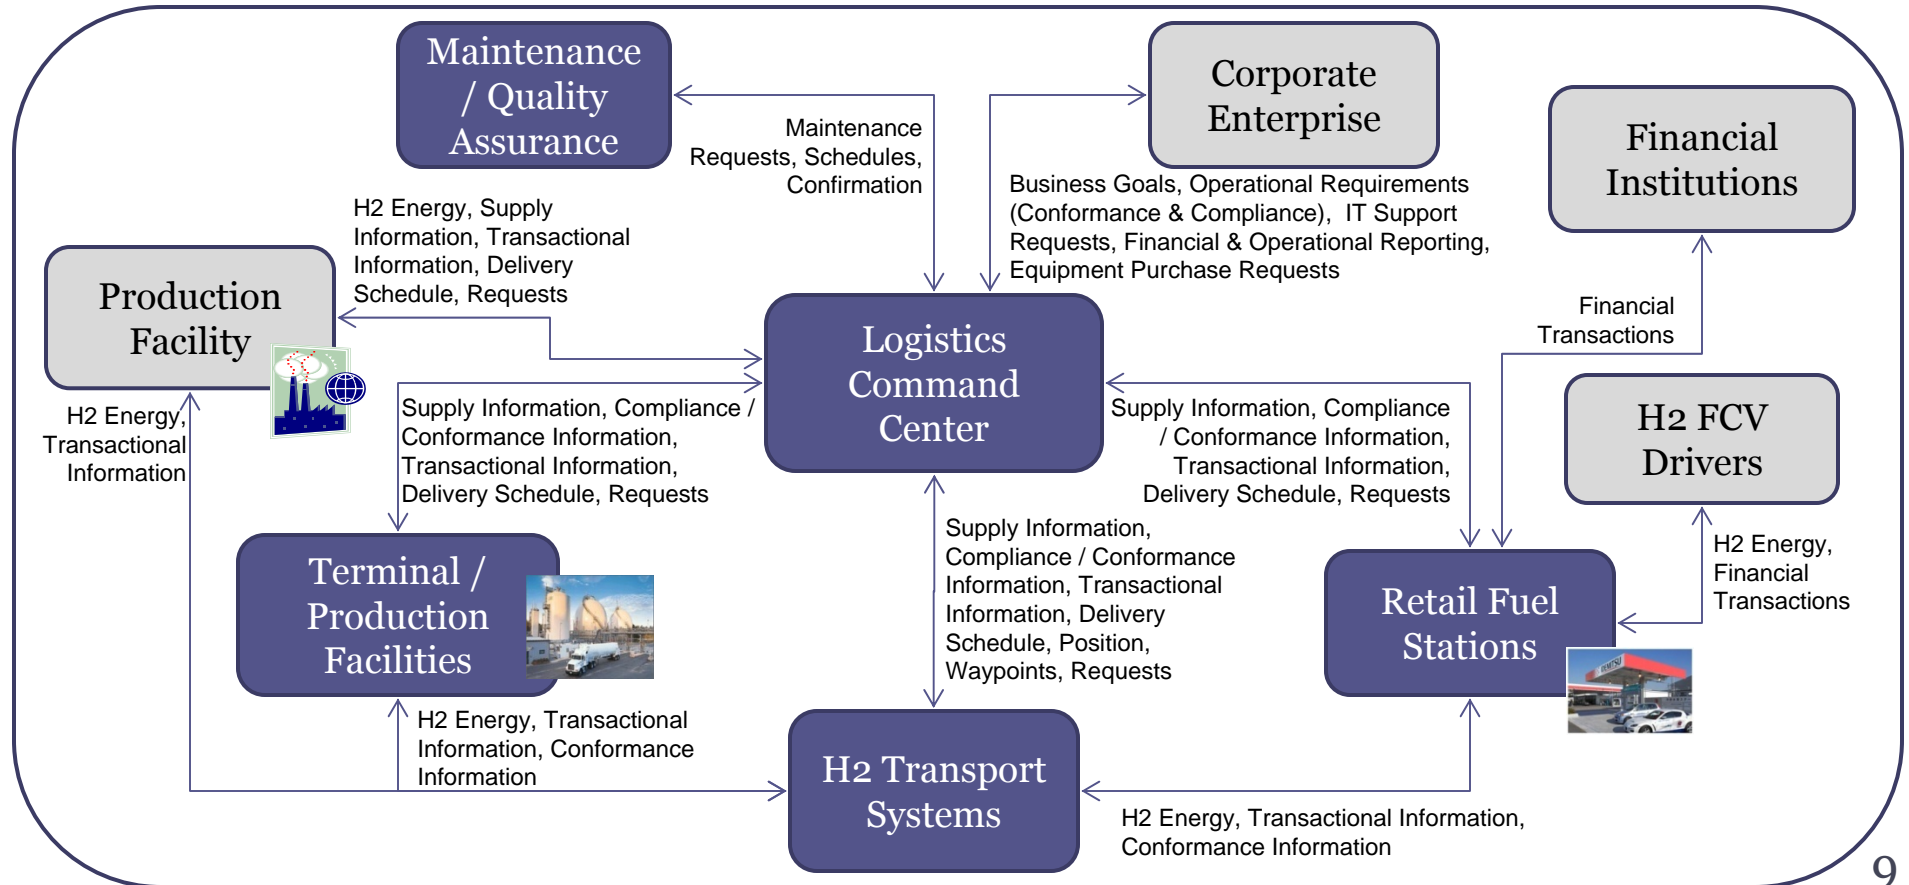 Maintenance
/ Quality
Assurance
Corporate
Enterprise
Financial
Institutions
Maintenance
Requests, Schedules,
Confirmation
Business Goals, Operational Requirements
(Conformance & Compliance),  IT Support
Requests, Financial & Operational Reporting,
Equipment Purchase Requests
H2 Energy, Supply
Information, Transactional
Information, Delivery
Schedule, Requests
Production
Facility
Financial
Transactions
Logistics
Command
Center
H2 FCV
Drivers
H2 Energy,
Transactional
Information
Supply Information, Compliance /
Conformance Information,
Transactional Information,
Delivery Schedule, Requests
Supply Information, Compliance
/ Conformance Information,
Transactional Information,
Delivery Schedule, Requests
Supply Information,
Compliance / Conformance
Information, Transactional
Information, Delivery
Schedule, Position,
Waypoints, Requests
H2 Energy,
Financial
Transactions
Terminal /
Production
Facilities
Retail Fuel
Stations
H2 Energy, Transactional
Information, Conformance
Information
H2 Transport
Systems
H2 Energy, Transactional Information,
Conformance Information
9